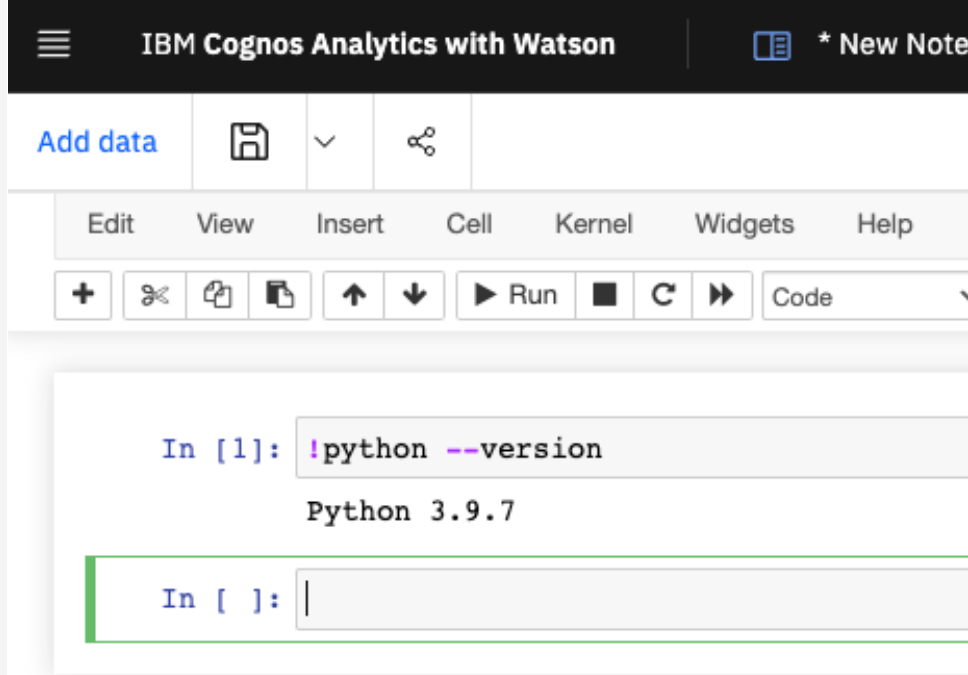 IBM Cognos Analytics with Watson * New Note
Add data
Edit View Insert Cell Kernel Widgets Help
Run Code
In [1]: !python --version
Python 3.9.7
In [ ]: